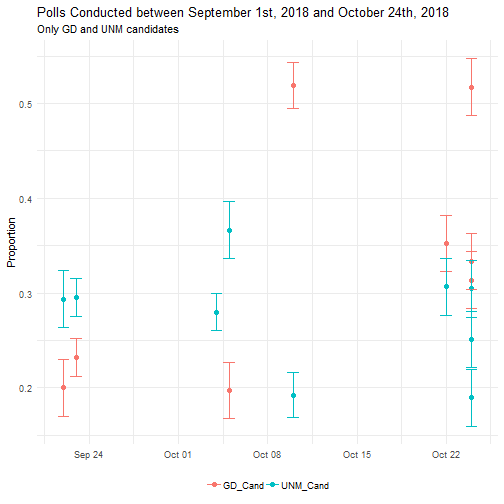 Polls Conducted between September 1st, 2018 and October 24th, 2018
Only GD and UNM candidates
Proportion
0.5
0.4
0.3
0.2
Sep 24 Oct 01 Oct 08 Oct 15 Oct 22
GD_Cand UNM_Cand